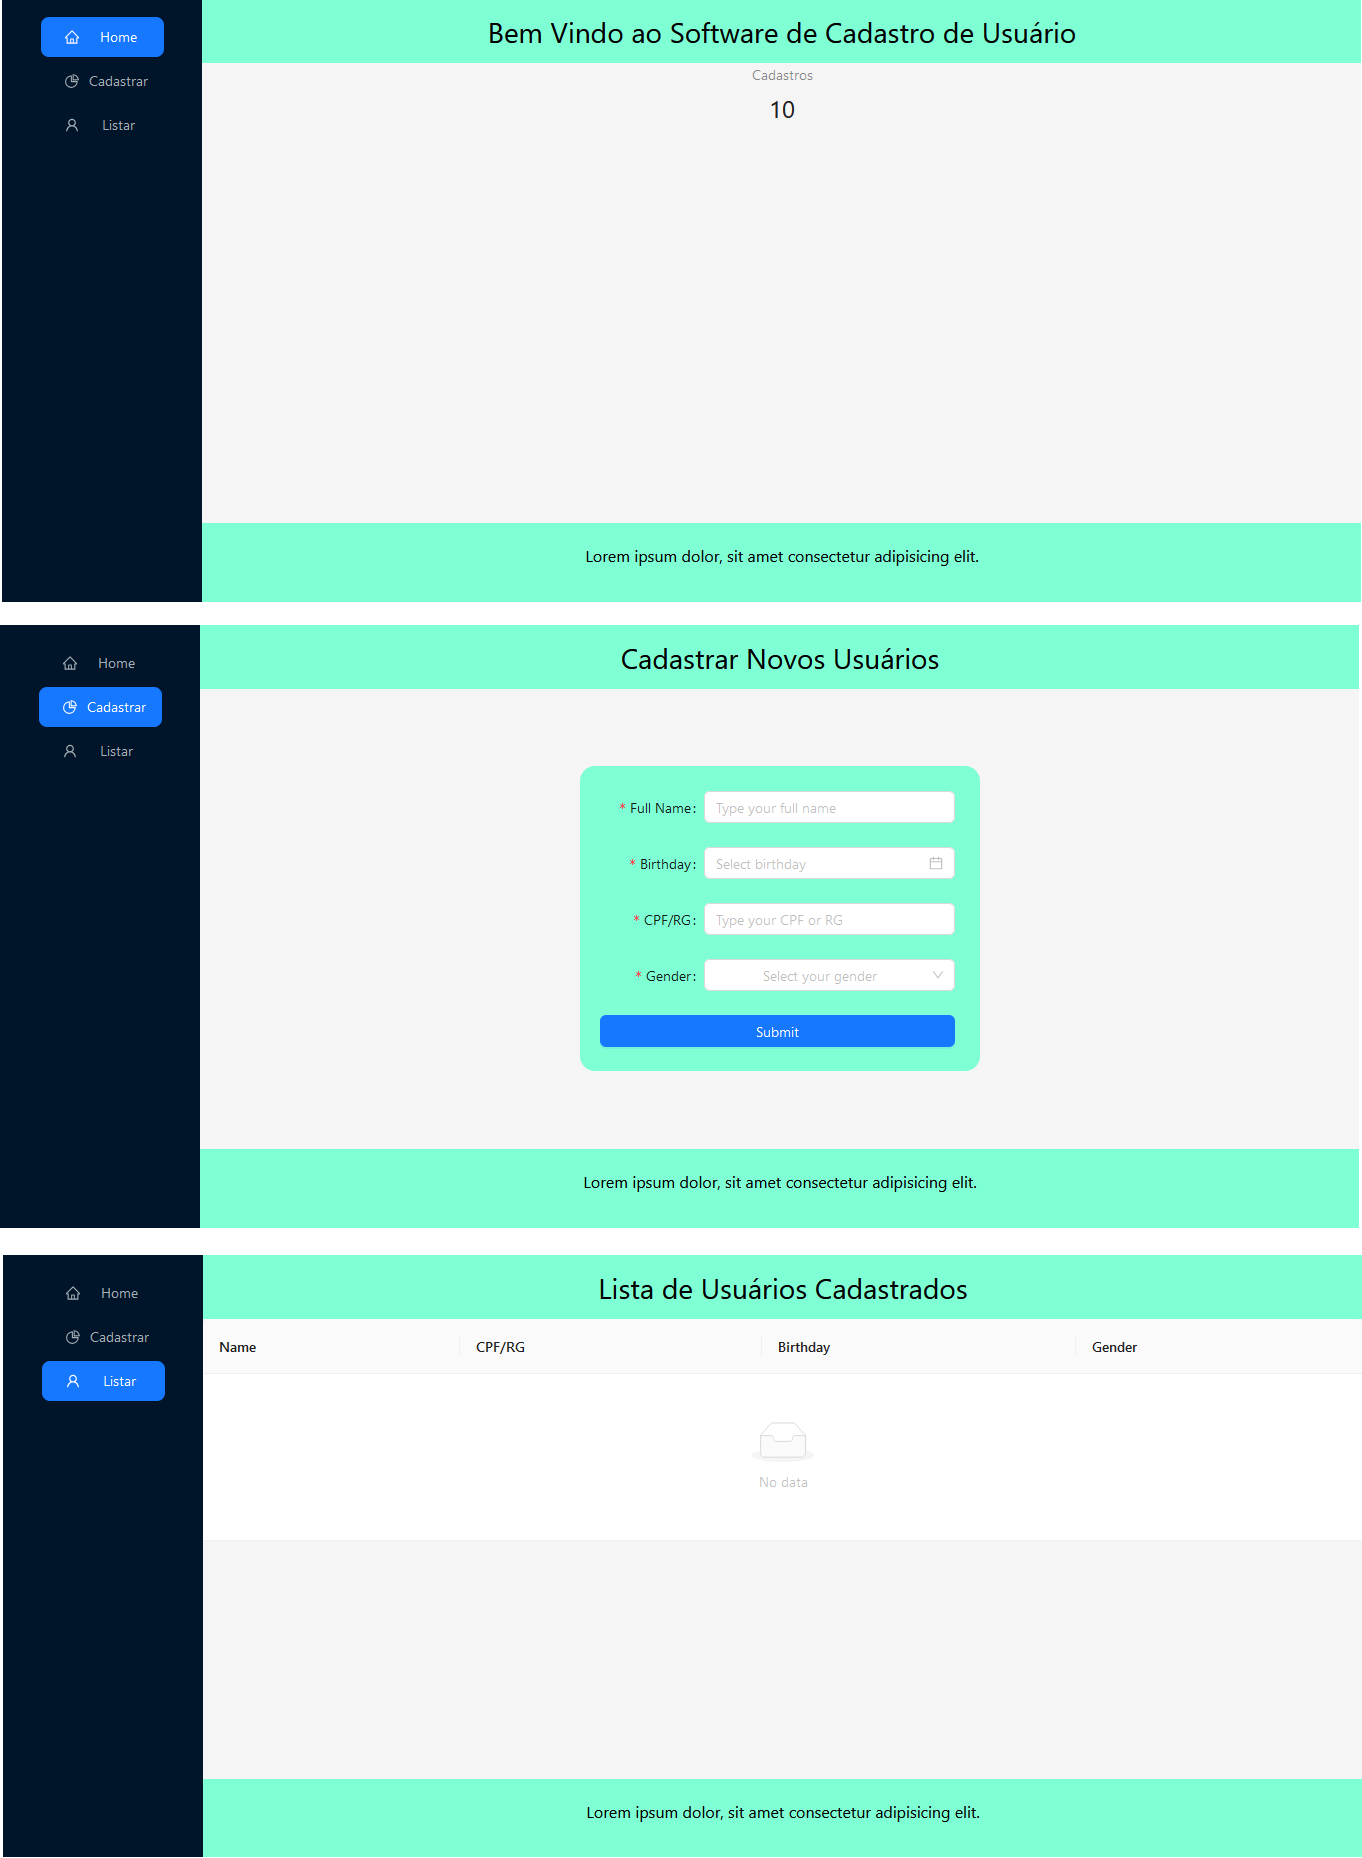 Home
Cadastrar
Listar
Bem Vindo ao Software de Cadastro de Usuário
Cadastros
10
Lorem ipsum dolor, sit amet consectetur adipisicing elit.
Home
Cadastrar
Listar
Cadastrar Novos Usuários
* Full Name: Type your full name
* Birthday: Select birthday
* CPF/RG: Type your CPF or RG
* Gender: Select your gender
Submit
Lorem ipsum dolor, sit amet consectetur adipisicing elit.
Home
Cadastrar
Listar
Lista de Usuários Cadastrados
Name CPF/RG Birthday Gender
No data
Lorem ipsum dolor, sit amet consectetur adipisicing elit.